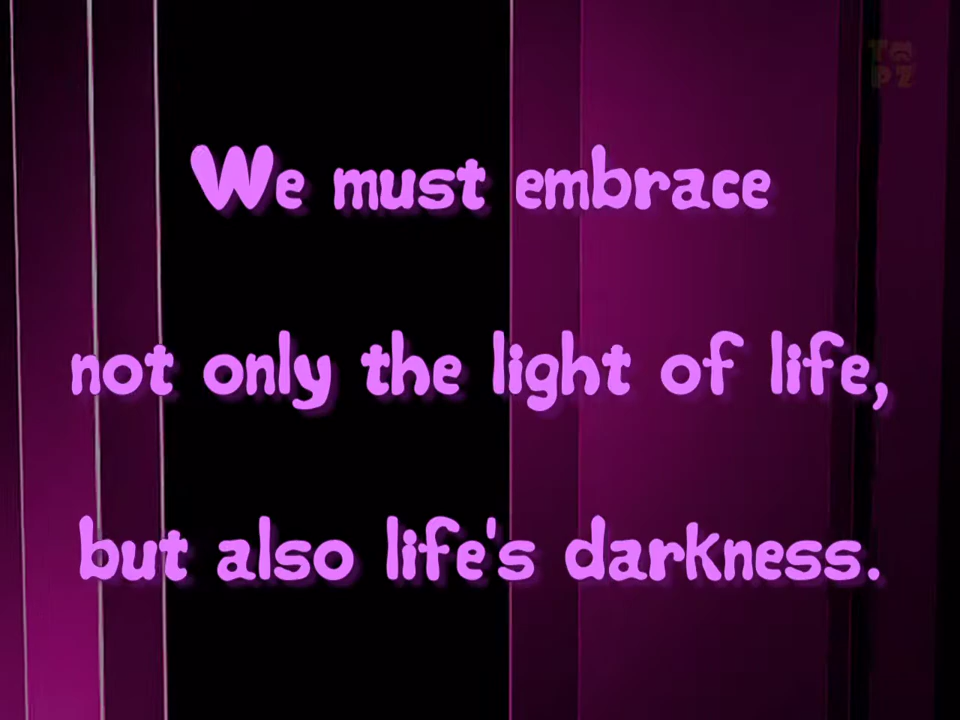 We must embrace
not only the light of life,
but also life's darkness.